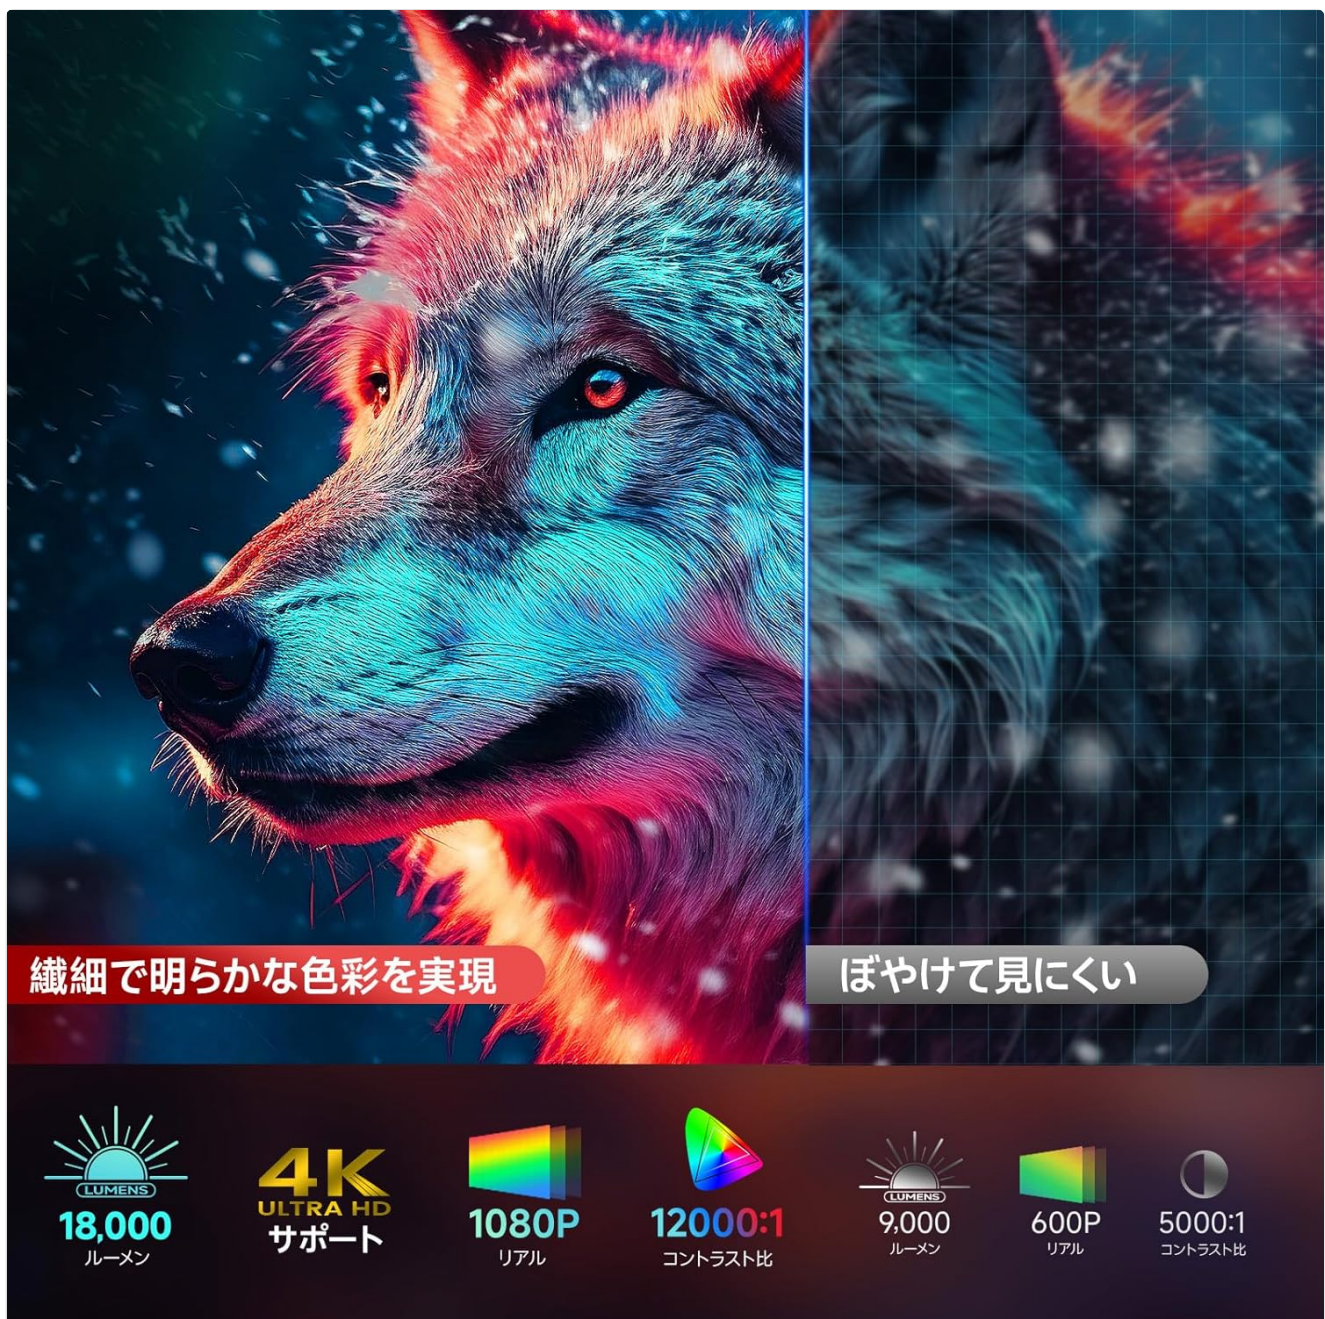 繊細で明らかな色彩を実現
ぼやけて見にくい
LUMENS
18,000
ルーメン
4K
ULTRA HD
サポート
1080P
リアル
12000:1
コントラスト比
LUMENS
9,000
ルーメン
600P
リアル
5000:1
コントラスト比